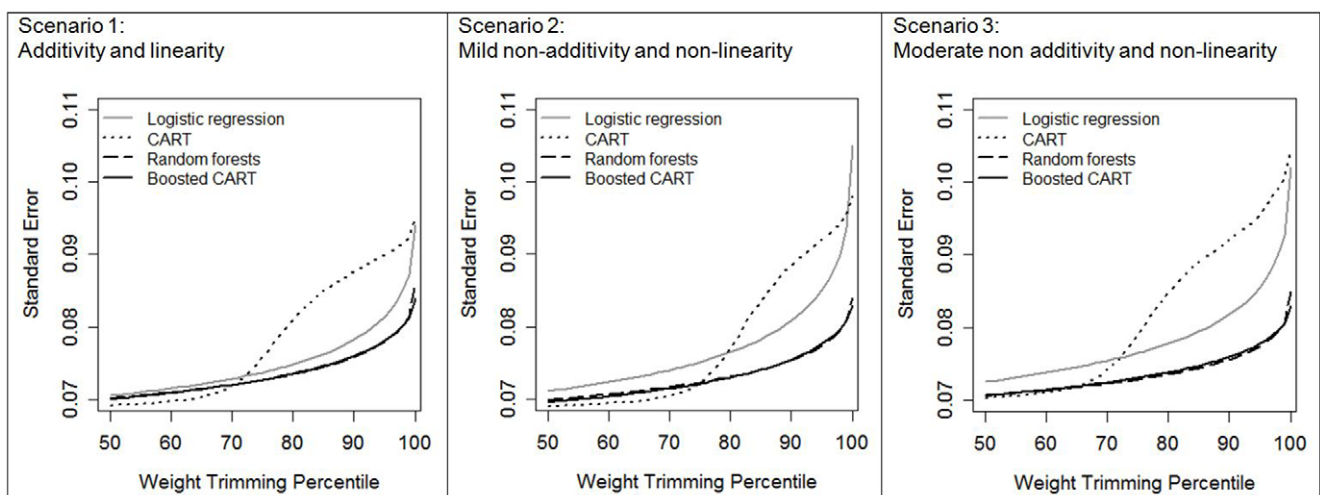 Scenario 1:
Additivity and linearity
Standard Error
0.11
0.10
0.09
0.08
0.07
Logistic regression
CART
Random forests
Boosted CART
50 60 70 80 90 100
Weight Trimming Percentile
Scenario 2:
Mild non-additivity and non-linearity
Standard Error
0.11
0.10
0.09
0.08
0.07
Logistic regression
CART
Random forests
Boosted CART
50 60 70 80 90 100
Weight Trimming Percentile
Scenario 3:
Moderate non additivity and non-linearity
Standard Error
0.11
0.10
0.09
0.08
0.07
Logistic regression
CART
Random forests
Boosted CART
50 60 70 80 90 100
Weight Trimming Percentile